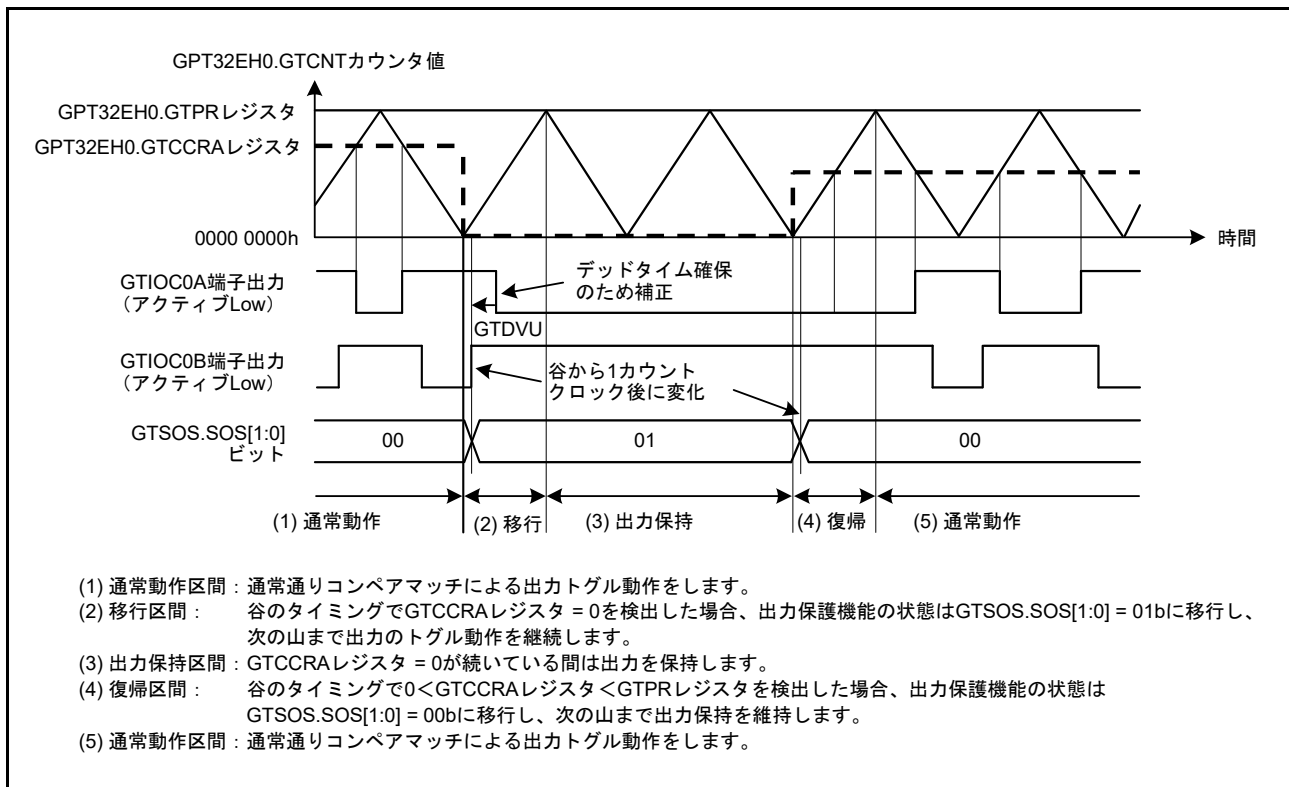 GPT32EH0.GTCNTカウンタ値
GPT32EH0.GTPRレジスタ
GPT32EH0.GTCCRAレジスタ
0000 0000h
時間
GTIOC0A端子出力
（アクティブLow）
デッドタイム確保
のため補正
GTDVU
GTIOC0B端子出力
（アクティブLow）
谷から1カウント
クロック後に変化
GTSOS.SOS[1:0]
ビット
00
01
00
(1) 通常動作
(2) 移行
(3) 出力保持
(4) 復帰
(5) 通常動作
(1) 通常動作区間：通常通りコンペアマッチによる出力トグル動作をします。
(2) 移行区間： 谷のタイミングでGTCCRAレジスタ = 0を検出した場合、出力保護機能の状態はGTSOS.SOS[1:0] = 01bに移行し、
次の山まで出力のトグル動作を継続します。
(3) 出力保持区間：GTCCRAレジスタ = 0が続いている間は出力を保持します。
(4) 復帰区間： 谷のタイミングで0＜GTCCRAレジスタ＜GTPRレジスタを検出した場合、出力保護機能の状態は
GTSOS.SOS[1:0] = 00bに移行し、次の山まで出力保持を維持します。
(5) 通常動作区間：通常通りコンペアマッチによる出力トグル動作をします。